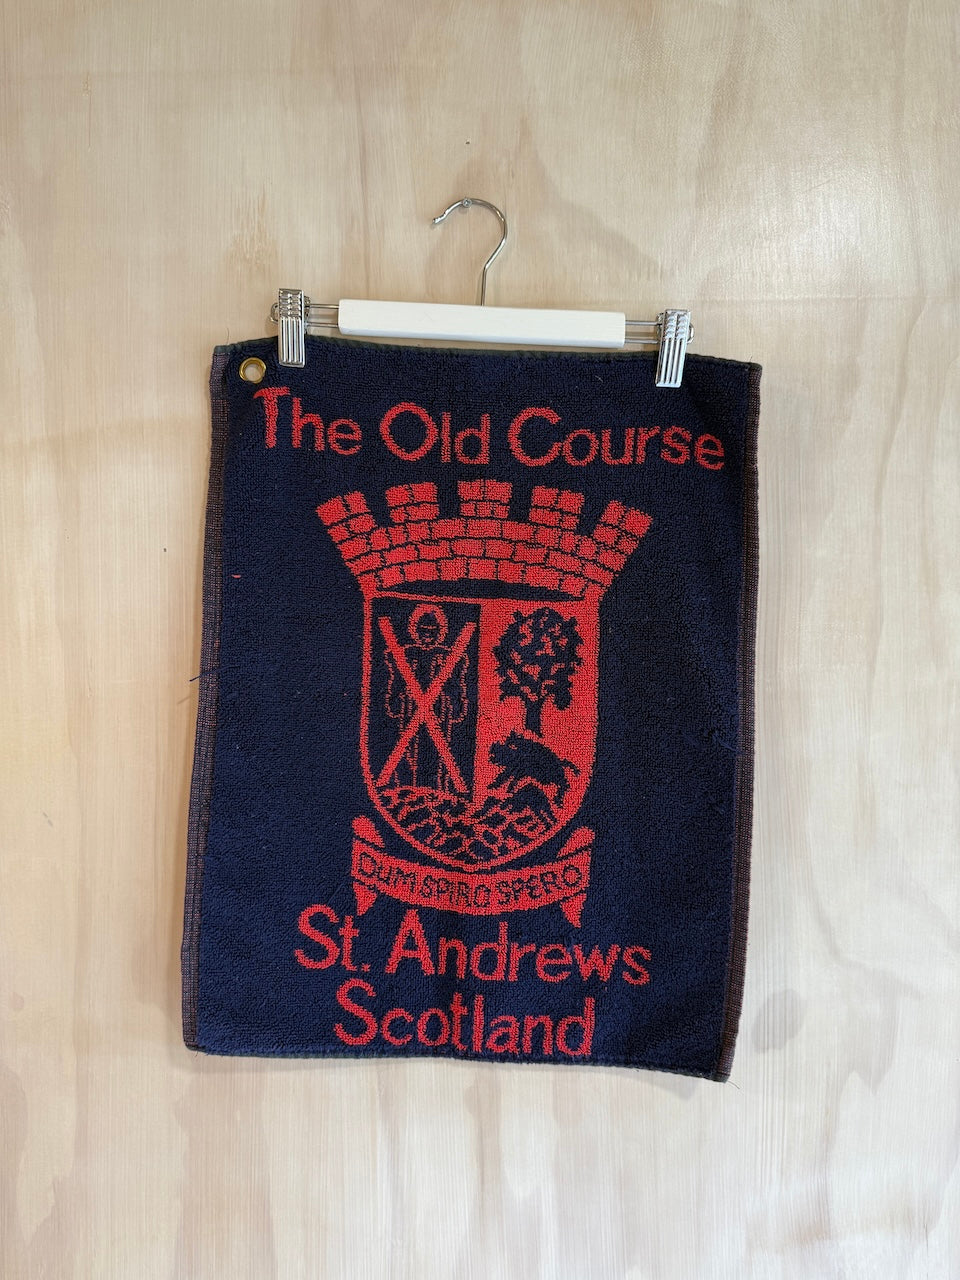 The Old Course
DUM SPIRO SPERO
St. Andrews
Scotland